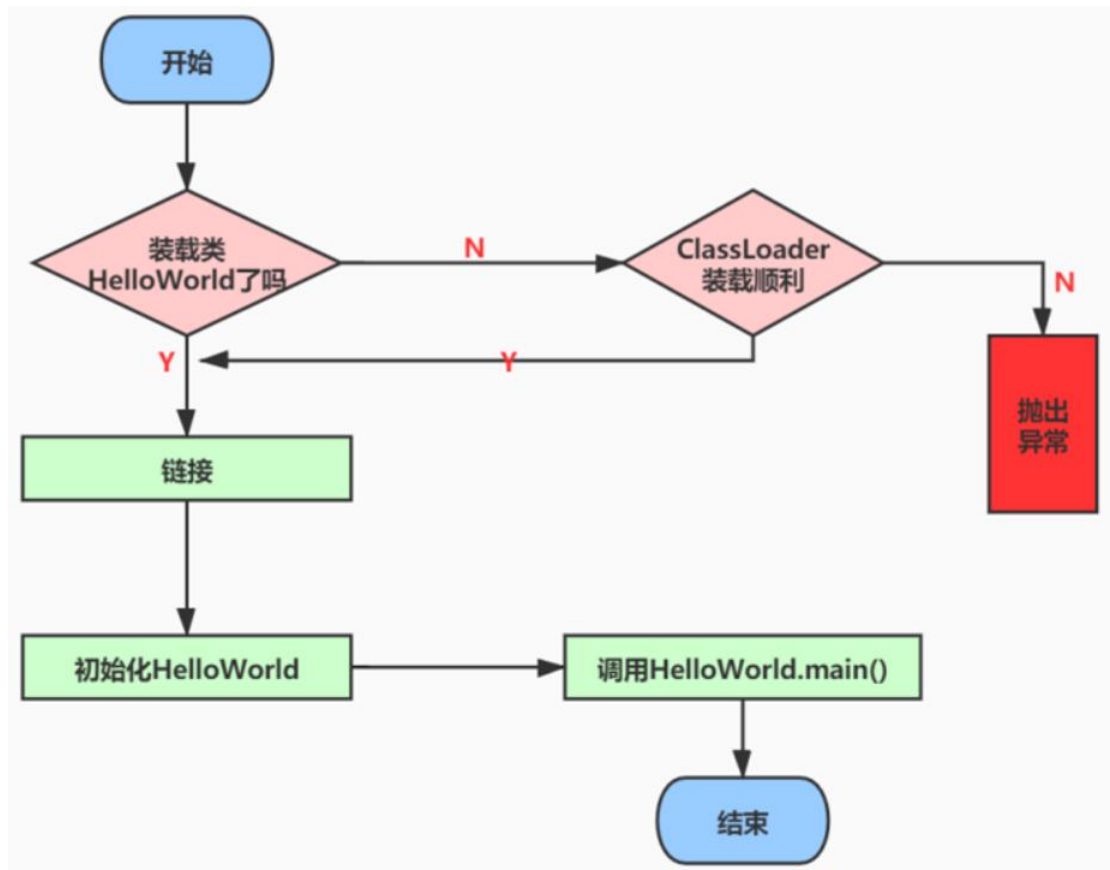 开始
装载类
HelloWorld了吗
N
ClassLoader
装载顺利
N
Y
Y
抛出
异常
链接
初始化HelloWorld
调用HelloWorld.main()
结束